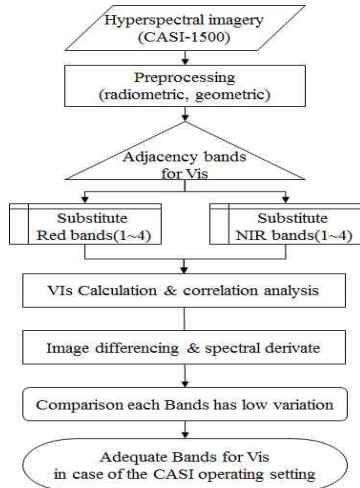 Hyperspectral imagery
(CASI-1500)
Preprocessing
(radiometric, geometric)
Adjacency bands
for Vis
Substitute
Red bands(1~4)
Substitute
NIR bands(1~4)
VIs Calculation & correlation analysis
Image differencing & spectral derivate
Comparison each Bands has low variation
Adequate Bands for Vis
in case of the CASI operating setting